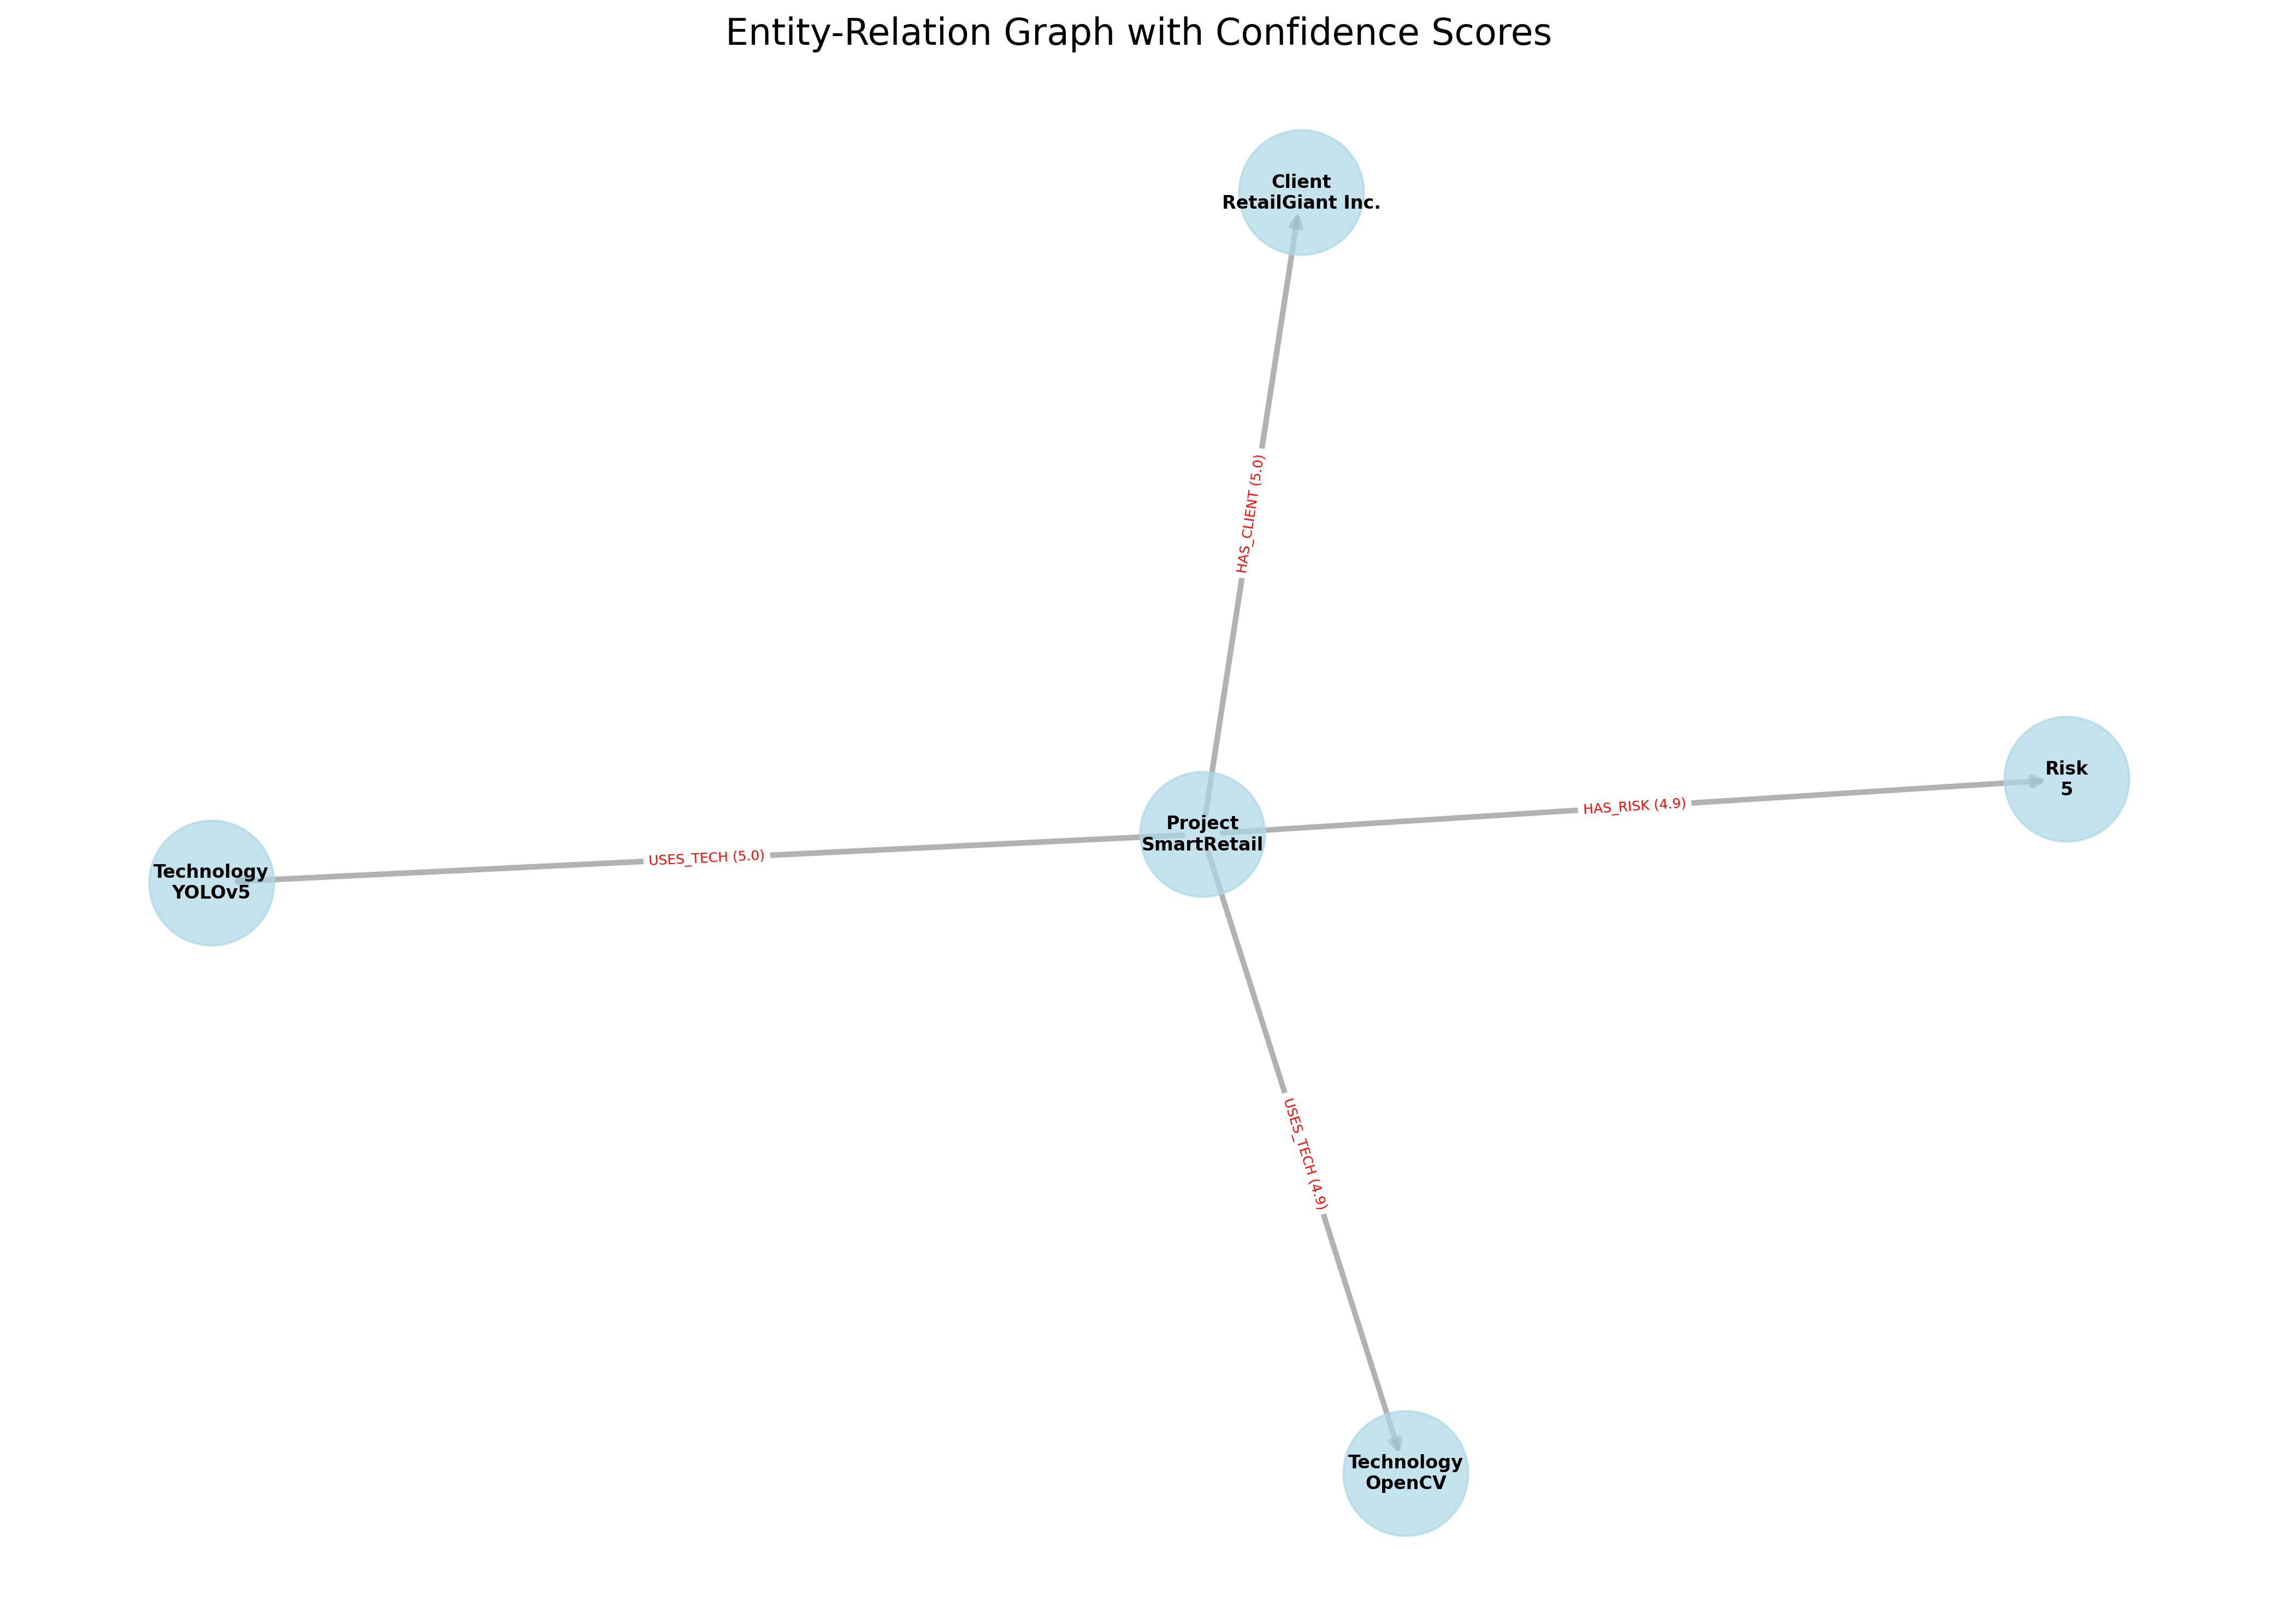 Entity-Relation Graph with Confidence Scores
Client
RetailGiant Inc.
HAS_CLIENT (5.0)
Risk
5
HAS_RISK (4.9)
Project
SmartRetail
USES_TECH (5.0)
Technology
YOLOv5
USES_TECH (4.9)
Technology
OpenCV